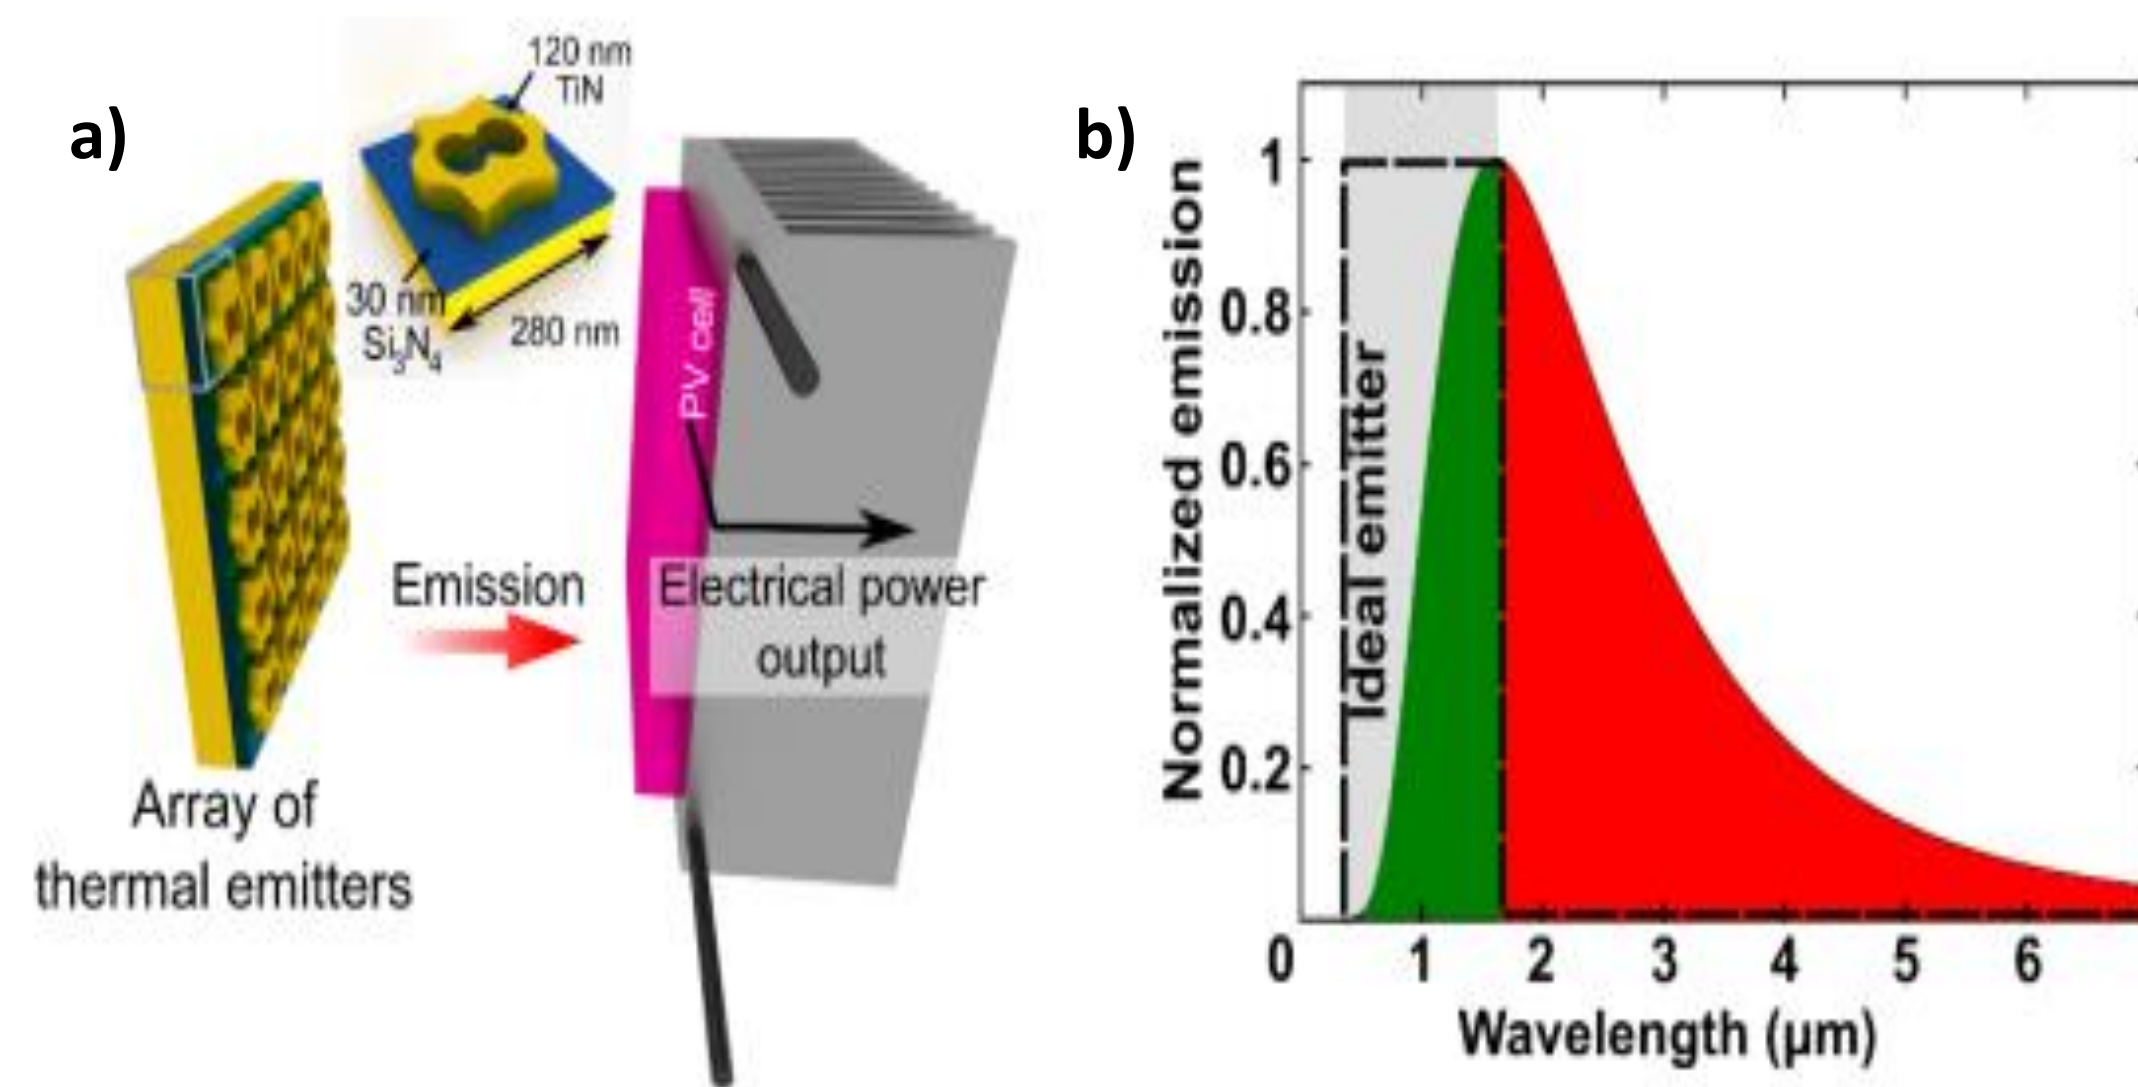 a)
120 nm
TiN
30 nm
Si₃N₄
280 nm
PV cell
Emission
Electrical power
output
Array of
thermal emitters
b)
Normalized emission
1
0.8
0.6
0.4
0.2
Ideal emitter
0 1 2 3 4 5 6
Wavelength (μm)